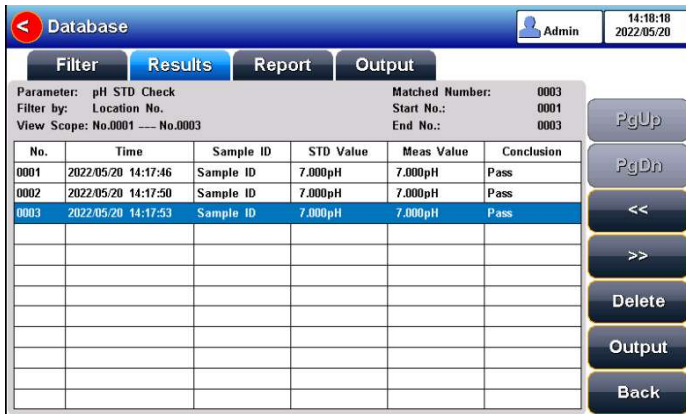 < Database Admin 14:18:18
2022/05/20
Filter Results Report Output
Parameter: pH STD Check Matched Number: 0003
Filter by: Location No. Start No.: 0001
View Scope: No.0001 --- No.0003 End No.: 0003
No. Time Sample ID STD Value Meas Value Conclusion
0001 2022/05/20 14:17:46 Sample ID 7.000pH 7.000pH Pass
0002 2022/05/20 14:17:50 Sample ID 7.000pH 7.000pH Pass
0003 2022/05/20 14:17:53 Sample ID 7.000pH 7.000pH Pass
PgUp
PgDn
<<
>>
Delete
Output
Back